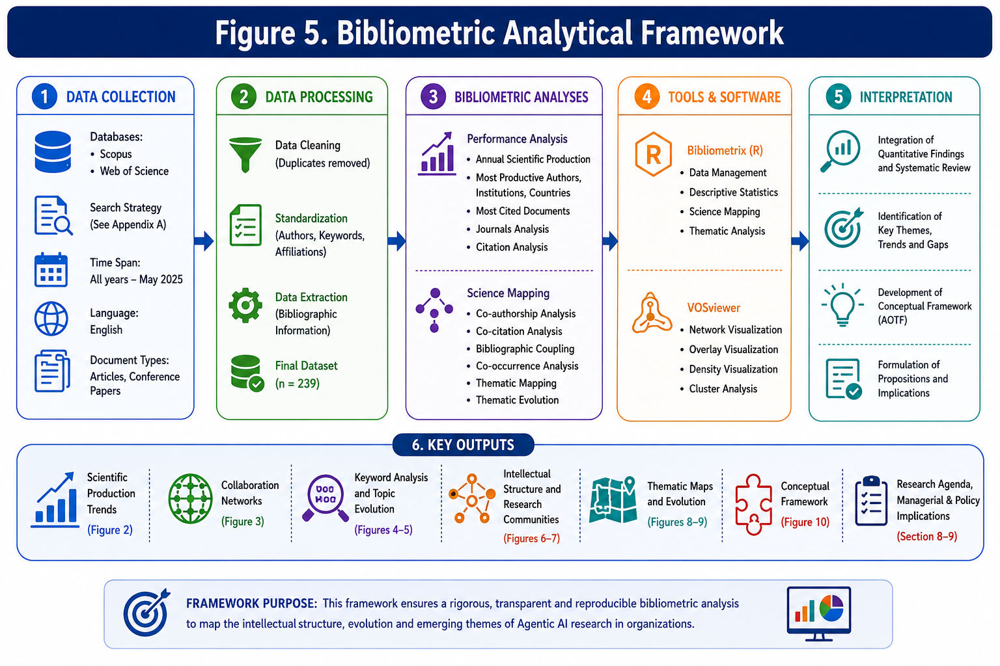 Figure 5. Bibliometric Analytical Framework
1 DATA COLLECTION
Databases:
• Scopus
• Web of Science
Search Strategy
(See Appendix A)
Time Span:
All years – May 2025
Language:
English
Document Types:
Articles, Conference
Papers
2 DATA PROCESSING
Data Cleaning
(Duplicates removed)
Standardization
(Authors, Keywords,
Affiliations)
Data Extraction
(Bibliographic
Information)
Final Dataset
(n = 239)
3 BIBLIOMETRIC ANALYSES
Performance Analysis
• Annual Scientific Production
• Most Productive Authors,
Institutions, Countries
• Most Cited Documents
• Journals Analysis
• Citation Analysis
Science Mapping
• Co-authorship Analysis
• Co-citation Analysis
• Bibliographic Coupling
• Co-occurrence Analysis
• Thematic Mapping
• Thematic Evolution
4 TOOLS & SOFTWARE
R
Bibliometrix (R)
• Data Management
• Descriptive Statistics
• Science Mapping
• Thematic Analysis
VOSviewer
• Network Visualization
• Overlay Visualization
• Density Visualization
• Cluster Analysis
5 INTERPRETATION
Integration of
Quantitative Findings
and Systematic Review
Identification of
Key Themes,
Trends and Gaps
Development of
Conceptual Framework
(AOTF)
Formulation of
Propositions and
Implications
6. KEY OUTPUTS
Scientific
Production
Trends
(Figure 2)
Collaboration
Networks
(Figure 3)
Keyword Analysis
and Topic
Evolution
(Figures 4–5)
Intellectual
Structure and
Research
Communities
(Figures 6–7)
Thematic Maps
and Evolution
(Figures 8–9)
Conceptual
Framework
(Figure 10)
Research Agenda,
Managerial & Policy
Implications
(Section 8–9)
FRAMEWORK PURPOSE: This framework ensures a rigorous, transparent and reproducible bibliometric analysis
to map the intellectual structure, evolution and emerging themes of Agentic AI research in organizations.